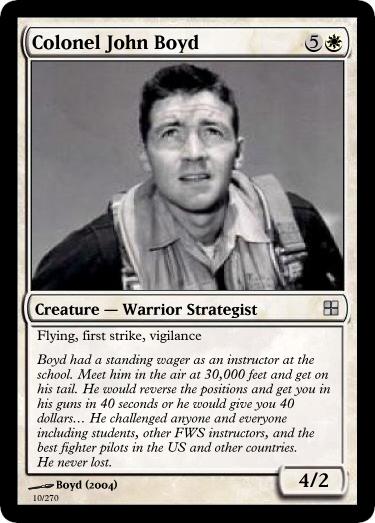 Colonel John Boyd 5
Creature — Warrior Strategist
Flying, first strike, vigilance
Boyd had a standing wager as an instructor at the
school. Meet him in the air at 30,000 feet and get on
his tail. He would reverse the positions and get you in
his guns in 40 seconds or he would give you 40
dollars... He challenged anyone and everyone
including students, other FWS instructors, and the
best fighter pilots in the US and other countries.
He never lost.
4/2
Boyd (2004)
10/270